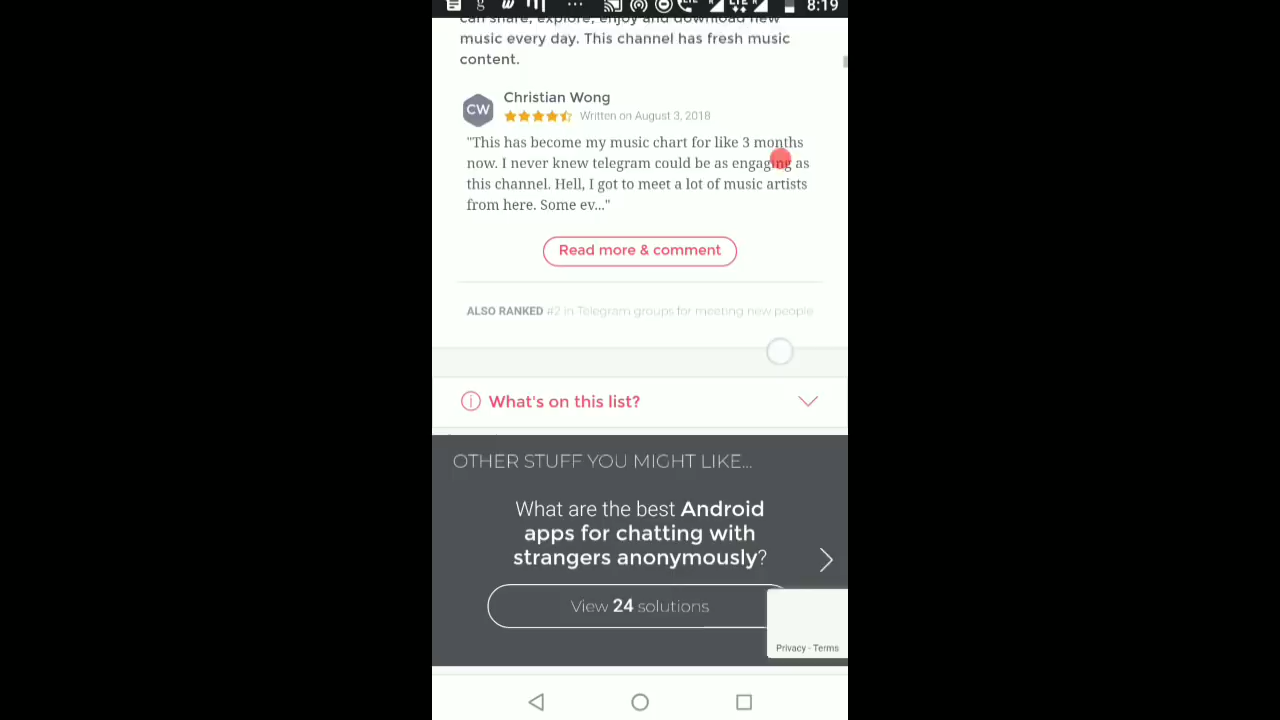 8:19
can share, explore, enjoy and download new
music every day. This channel has fresh music
content.
CW
Christian Wong
Written on August 3, 2018
"This has become my music chart for like 3 months
now. I never knew telegram could be as engaging as
this channel. Hell, I got to meet a lot of music artists
from here. Some ev..."
Read more & comment
ALSO RANKED #2 in Telegram groups for meeting new people
What's on this list?
OTHER STUFF YOU MIGHT LIKE...
What are the best Android
apps for chatting with
strangers anonymously?
View 24 solutions
Privacy - Terms